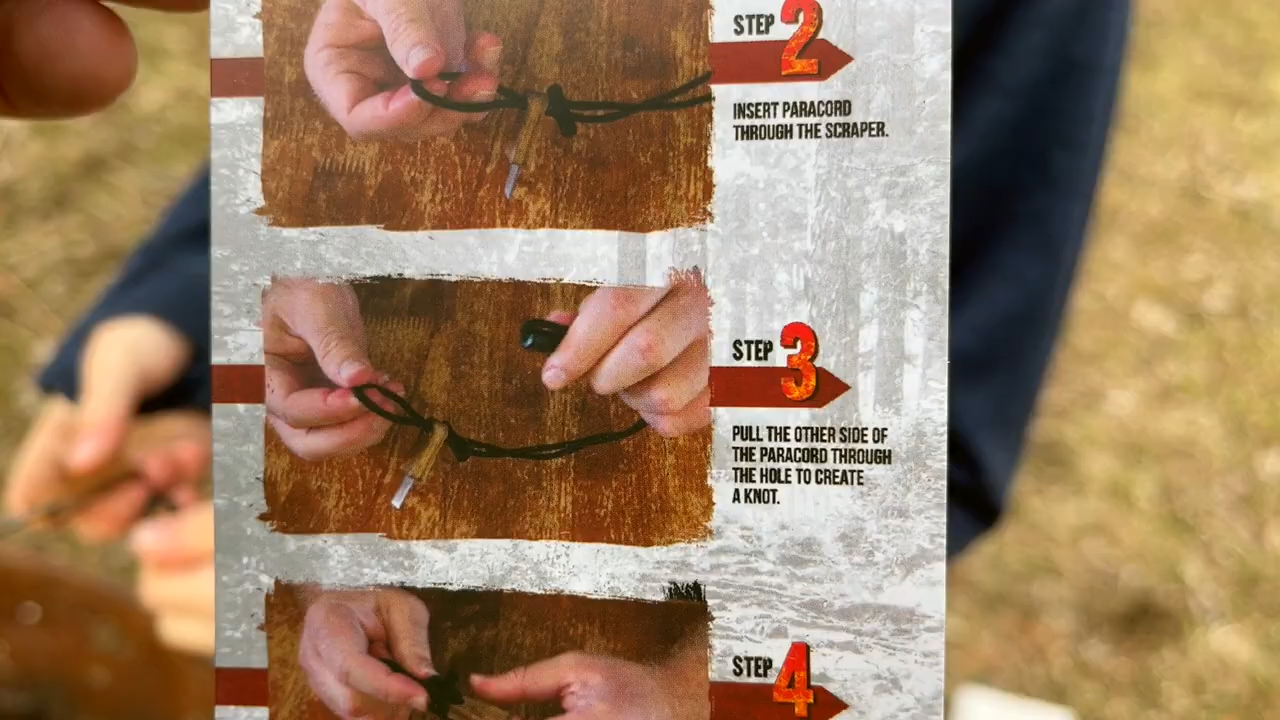 STEP 2
INSERT PARACORD
THROUGH THE SCRAPER.
STEP 3
PULL THE OTHER SIDE OF
THE PARACORD THROUGH
THE HOLE TO CREATE
A KNOT.
STEP 4